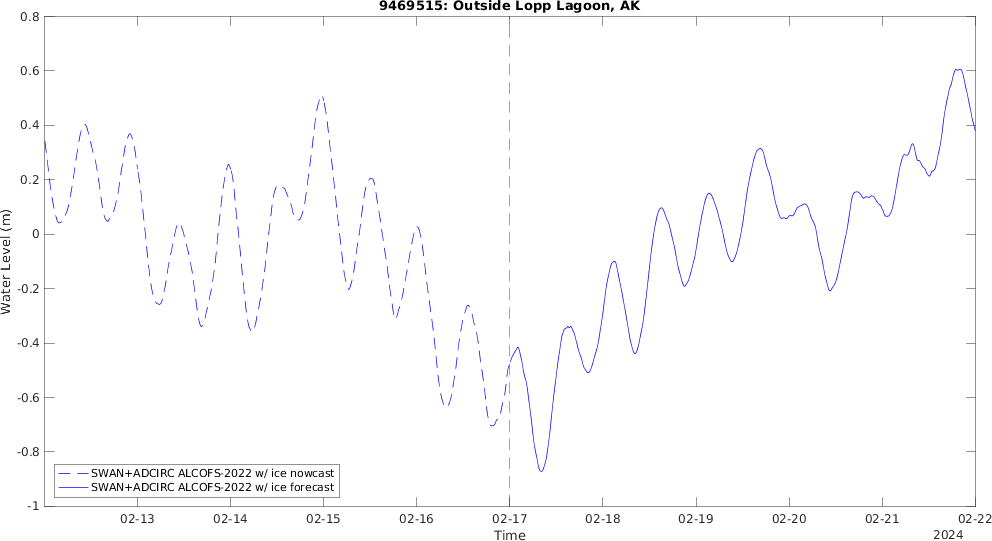 9469515: Outside Lopp Lagoon, AK
0.8
0.6
0.4
0.2
0
-0.2
-0.4
-0.6
-0.8
-1
Water Level (m)
SWAN+ADCIRC ALCOFS-2022 w/ ice nowcast
SWAN+ADCIRC ALCOFS-2022 w/ ice forecast
02-13 02-14 02-15 02-16 02-17 02-18 02-19 02-20 02-21 02-22
Time
2024